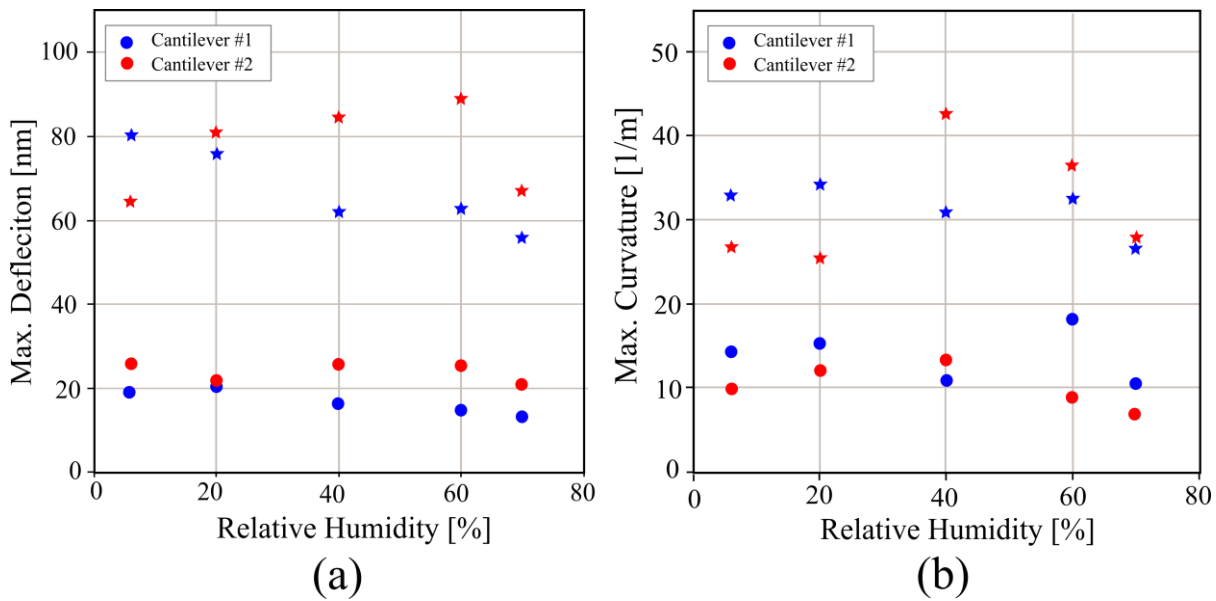 Max. Defleciton [nm]
100
80
60
40
20
0
Cantilever #1
Cantilever #2
0 20 40 60 80
Relative Humidity [%]
(a)
Max. Curvature [1/m]
50
40
30
20
10
0
Cantilever #1
Cantilever #2
0 20 40 60 80
Relative Humidity [%]
(b)